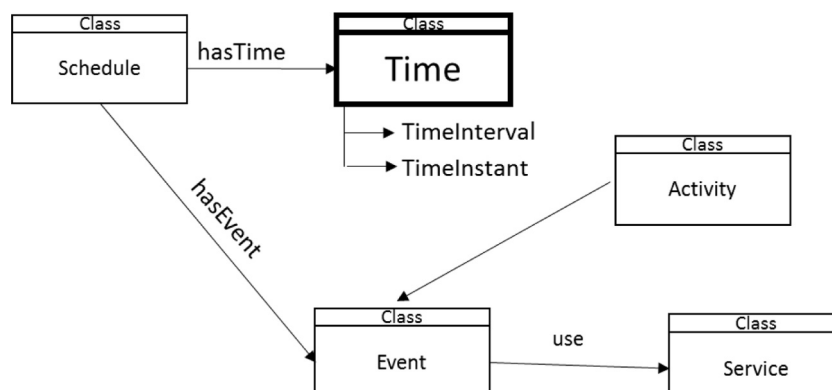 Class
Schedule
hasTime
Class
Time
TimeInterval
TimeInstant
Class
Activity
hasEvent
Class
Event
use
Class
Service